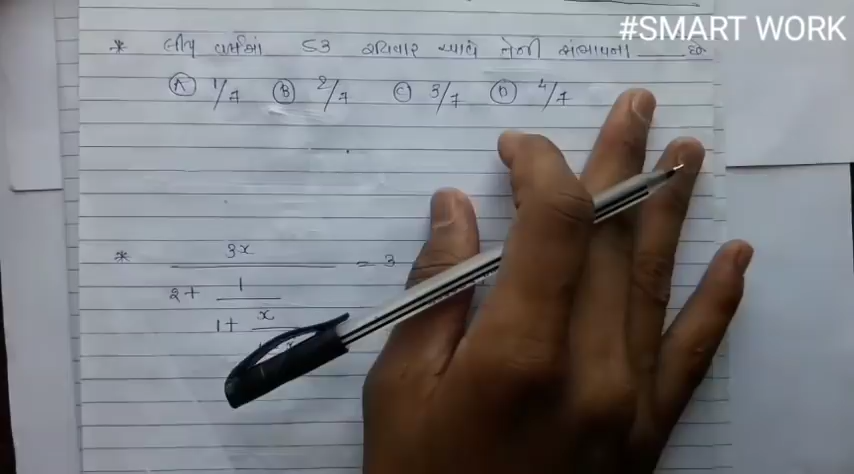 #SMART WORK
* લીપ વર્ષમાં 53 રવિવાર આવે તેની સંભાવના ____ છે
Ⓐ 1/7 Ⓑ 2/7 Ⓒ 3/7 Ⓓ 4/7
* 3x
= 3
2 + 1
1 + x